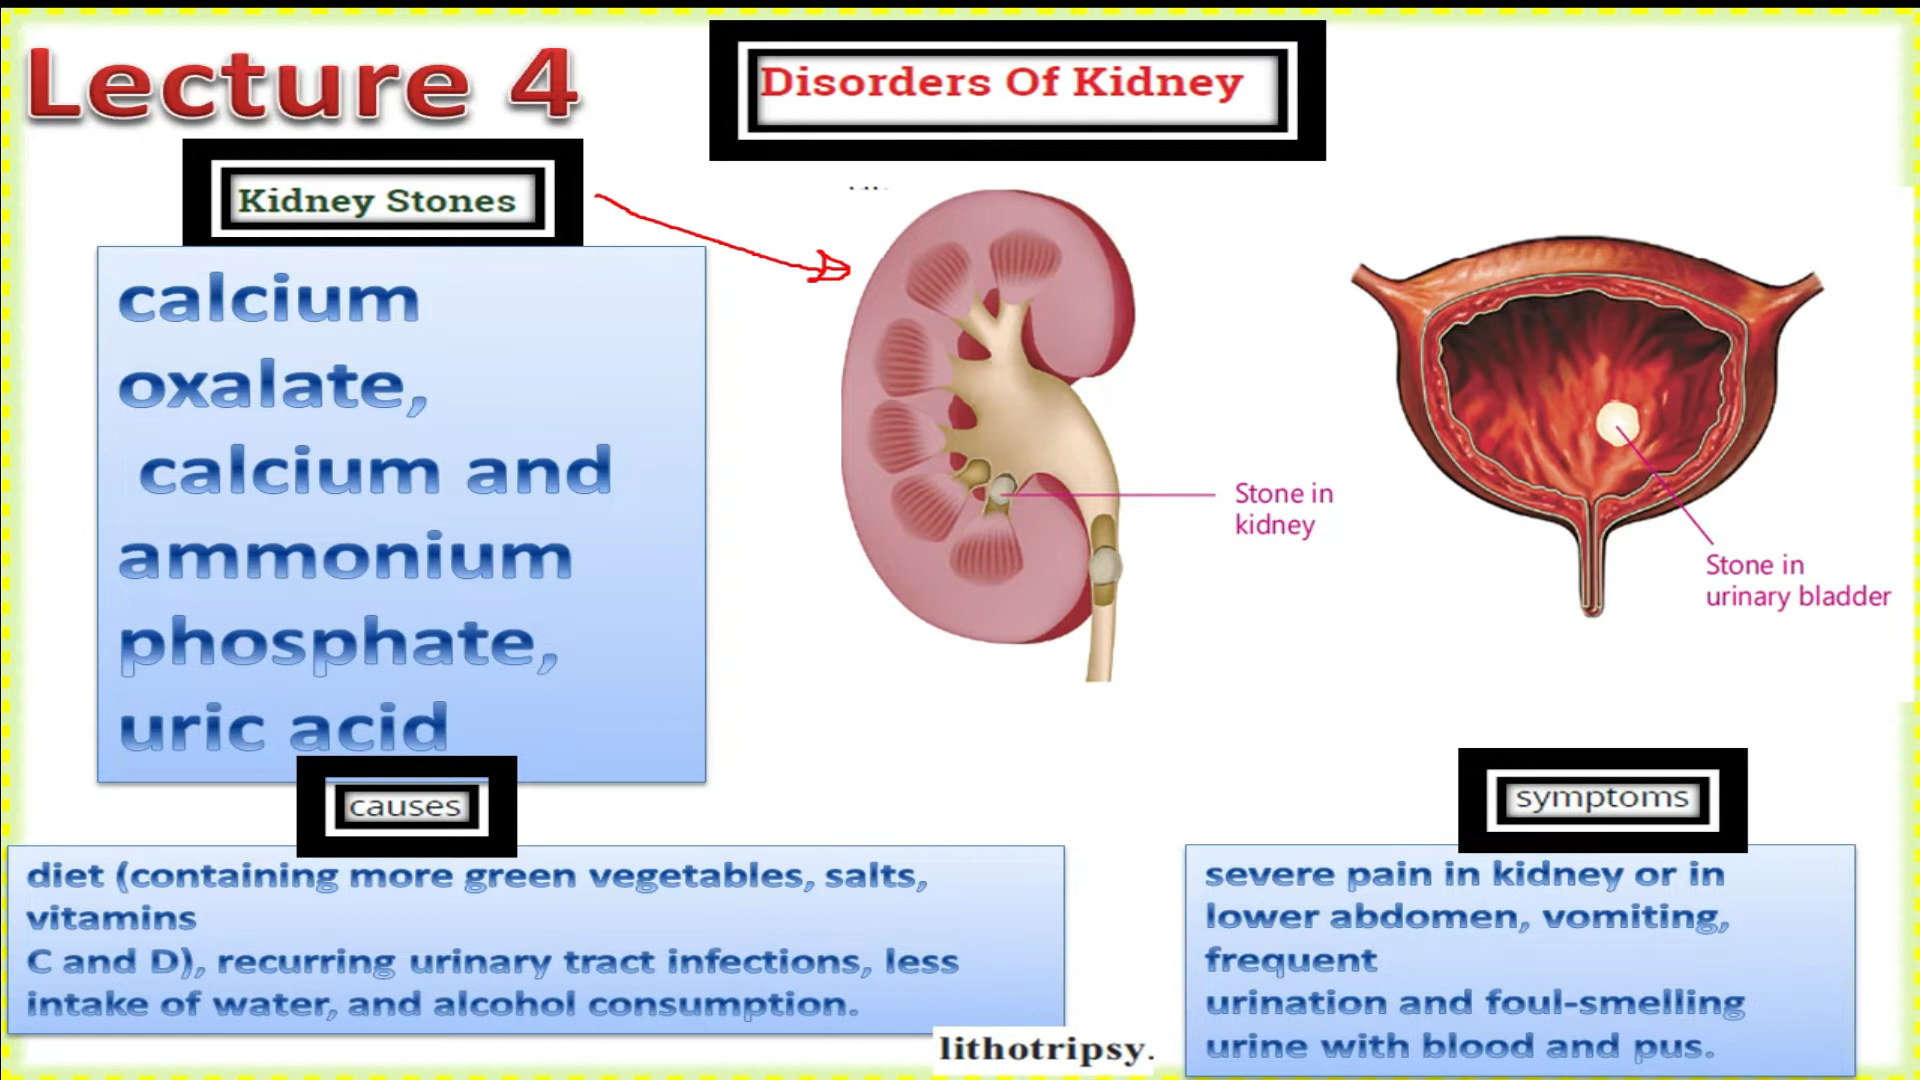 Lecture 4
Disorders Of Kidney
Kidney Stones
calcium
oxalate,
calcium and
ammonium
phosphate,
uric acid
Stone in
kidney
Stone in
urinary bladder
causes
diet (containing more green vegetables, salts,
vitamins
C and D), recurring urinary tract infections, less
intake of water, and alcohol consumption.
symptoms
severe pain in kidney or in
lower abdomen, vomiting,
frequent
urination and foul-smelling
urine with blood and pus.
lithotripsy.